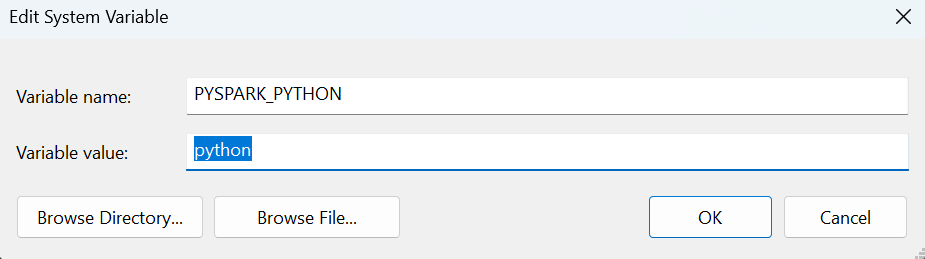 Edit System Variable
Variable name: PYSPARK_PYTHON
Variable value: python
Browse Directory... Browse File... OK Cancel